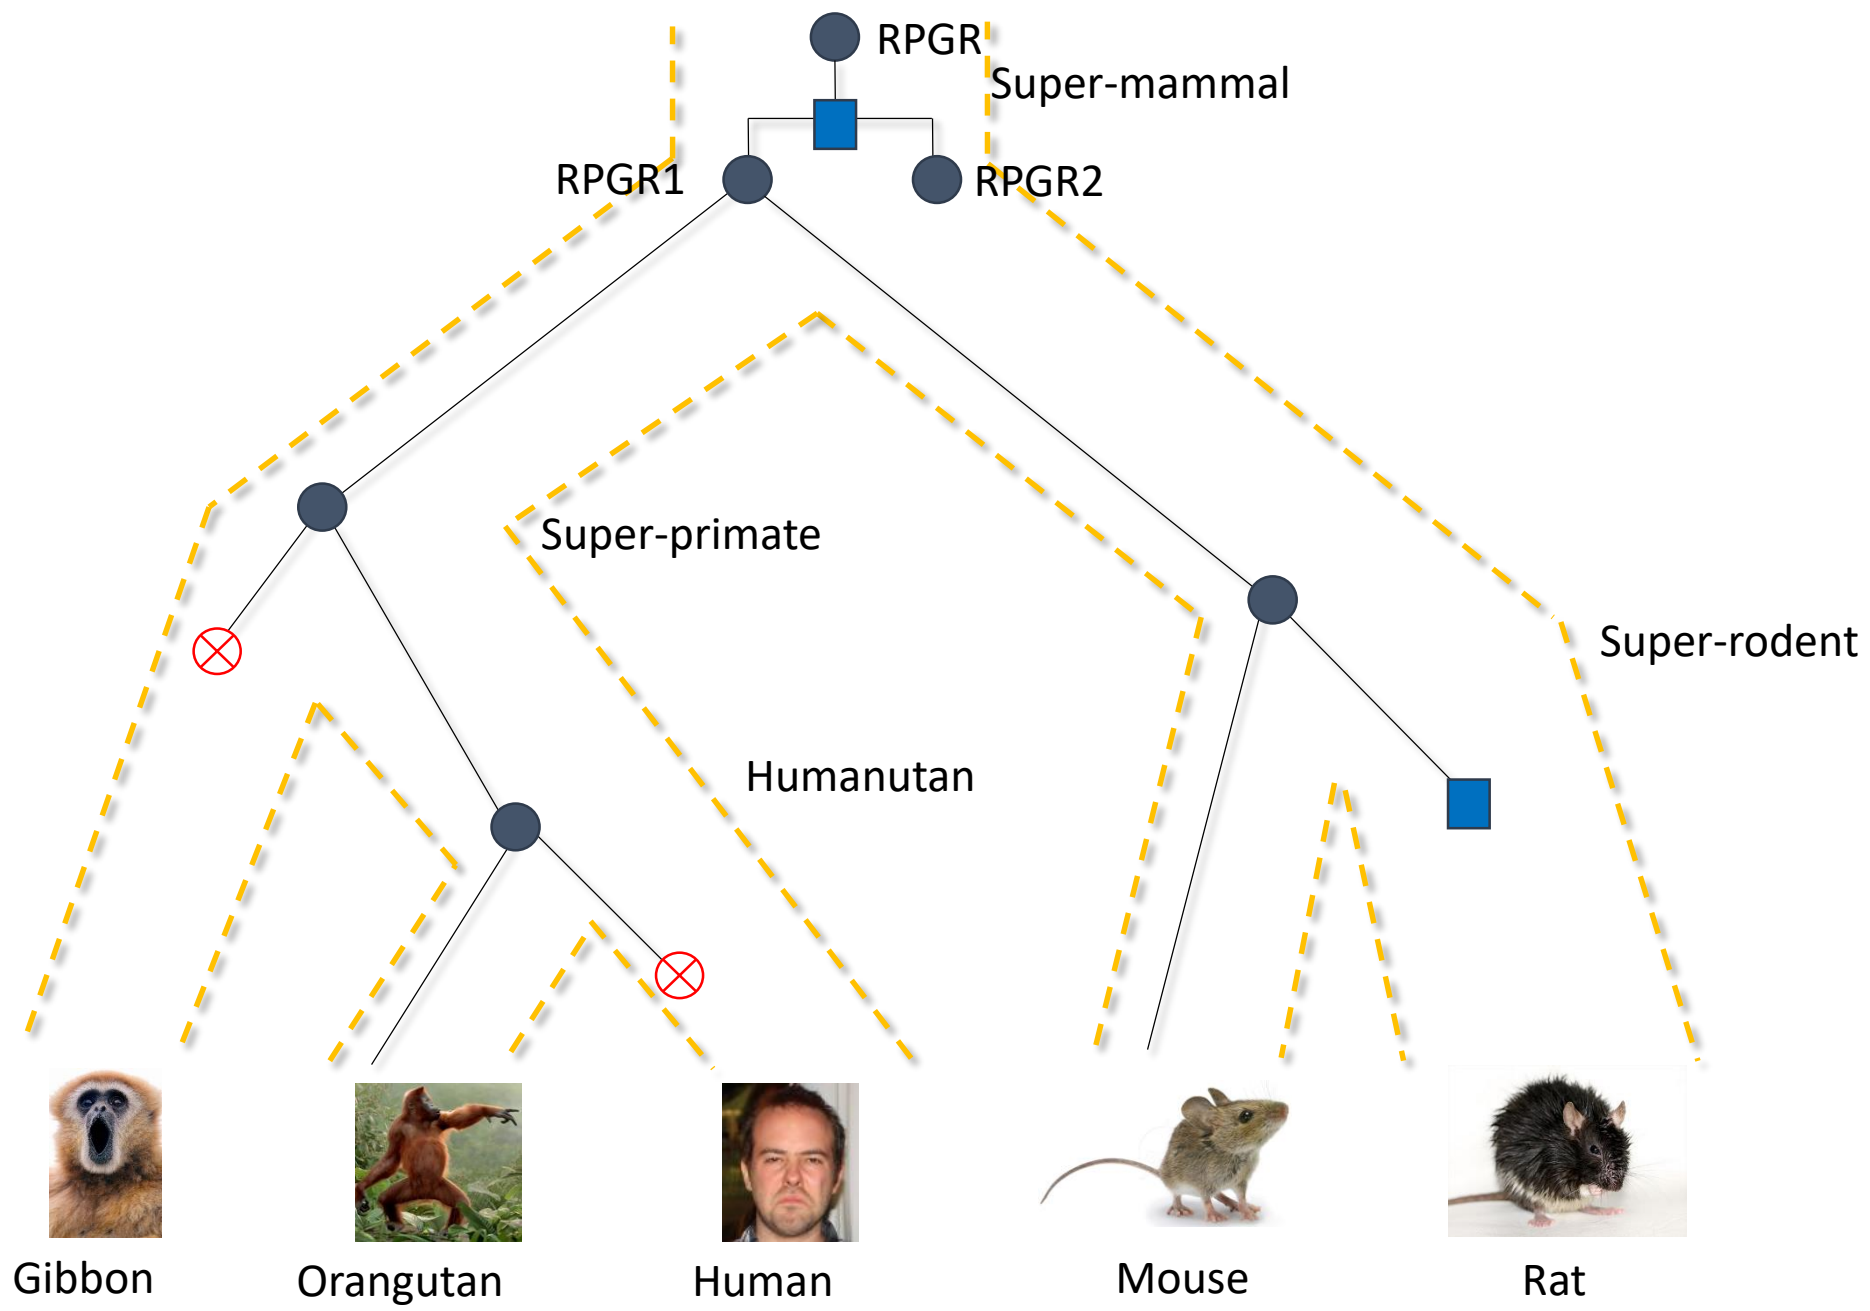 RPGR
Super-mammal
RPGR1
RPGR2
Super-primate
Super-rodent
Humanutan
Gibbon
Orangutan
Human
Mouse
Rat